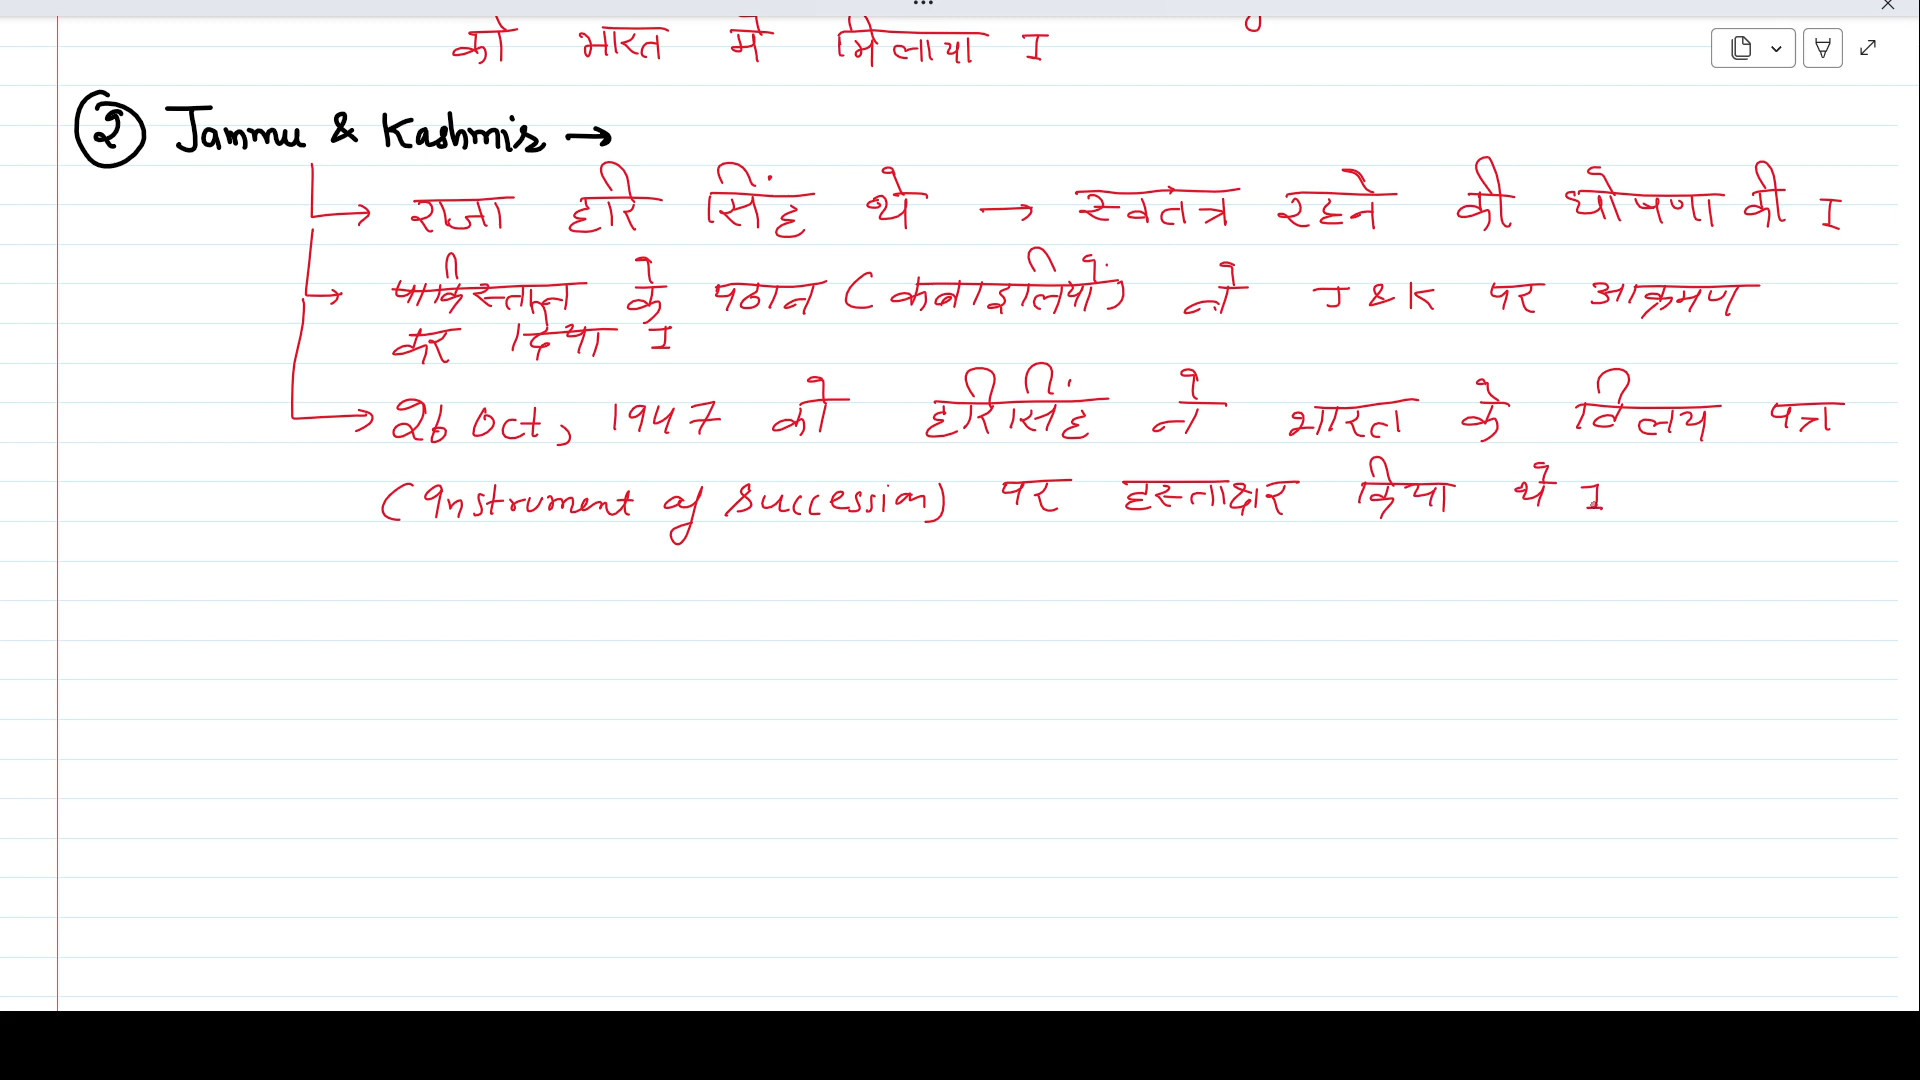 को भारत में मिलाया I
② Jammu & Kashmir →
→ राजा हरि सिंह थे → स्वतंत्र रहने की घोषणा की I
→ पाकिस्तान के पठान (कबाइलियों) ने J & K पर आक्रमण
कर दिया I
→ 26 Oct, 1947 को हरिसिंह ने भारत के विलय पत्र
(Instrument of Succession) पर हस्ताक्षर किया थे I